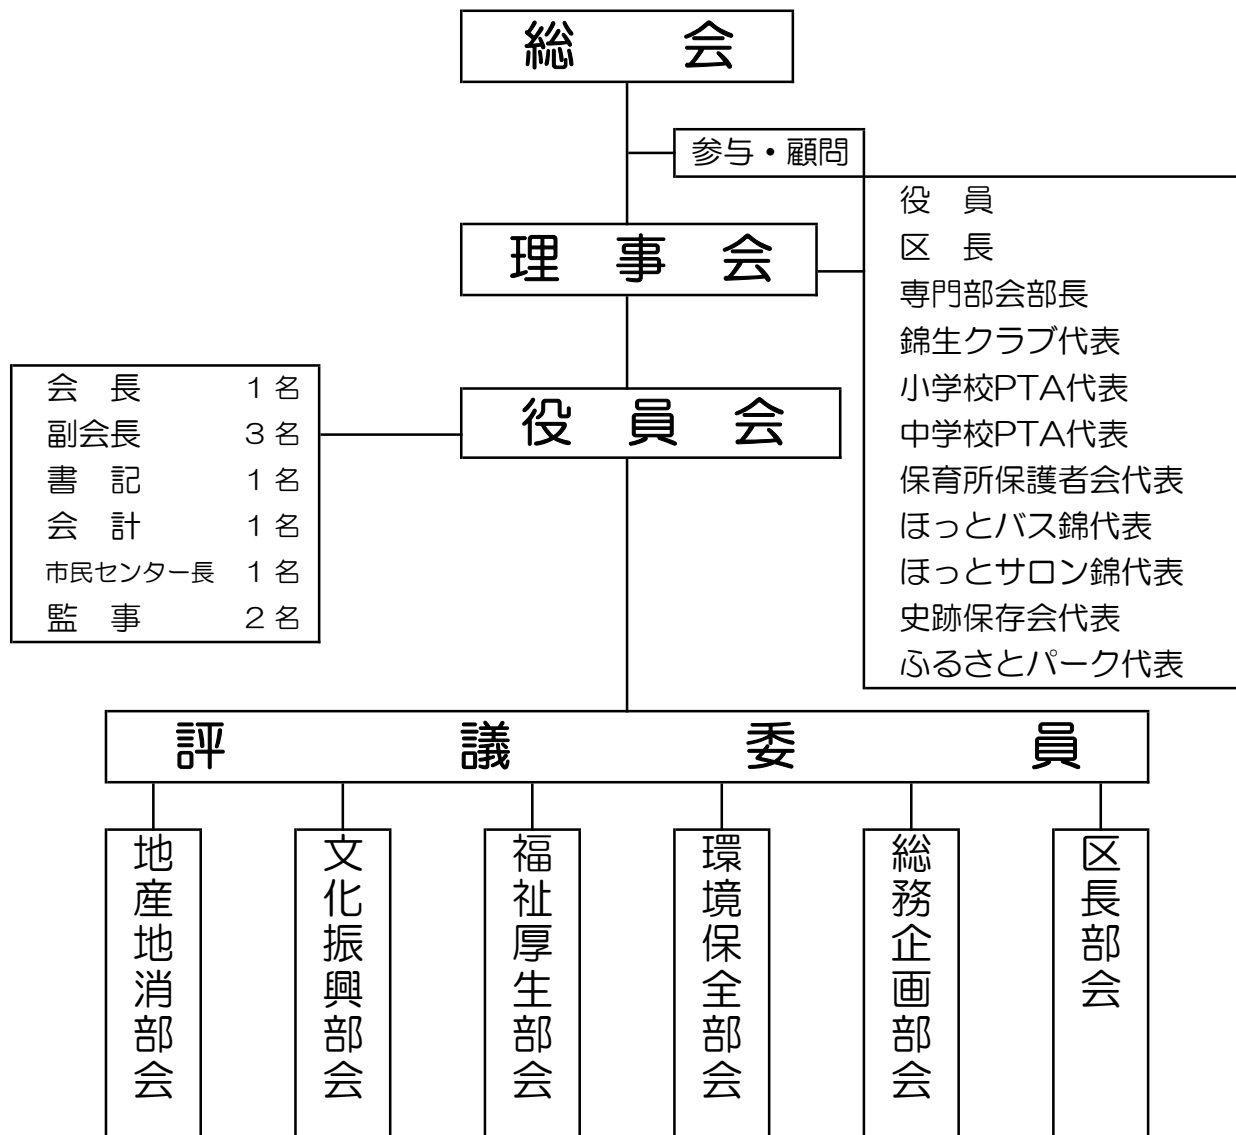 総　会
参与・顧問
理　事　会
役　員
区　長
専門部会部長
錦生クラブ代表
小学校PTA代表
中学校PTA代表
保育所保護者会代表
ほっとバス錦代表
ほっとサロン錦代表
史跡保存会代表
ふるさとパーク代表
役　員　会
会　長　1名
副会長　3名
書　記　1名
会　計　1名
市民センター長　1名
監　事　2名
評　議　委　員
地産地消部会
文化振興部会
福祉厚生部会
環境保全部会
総務企画部会
区長部会